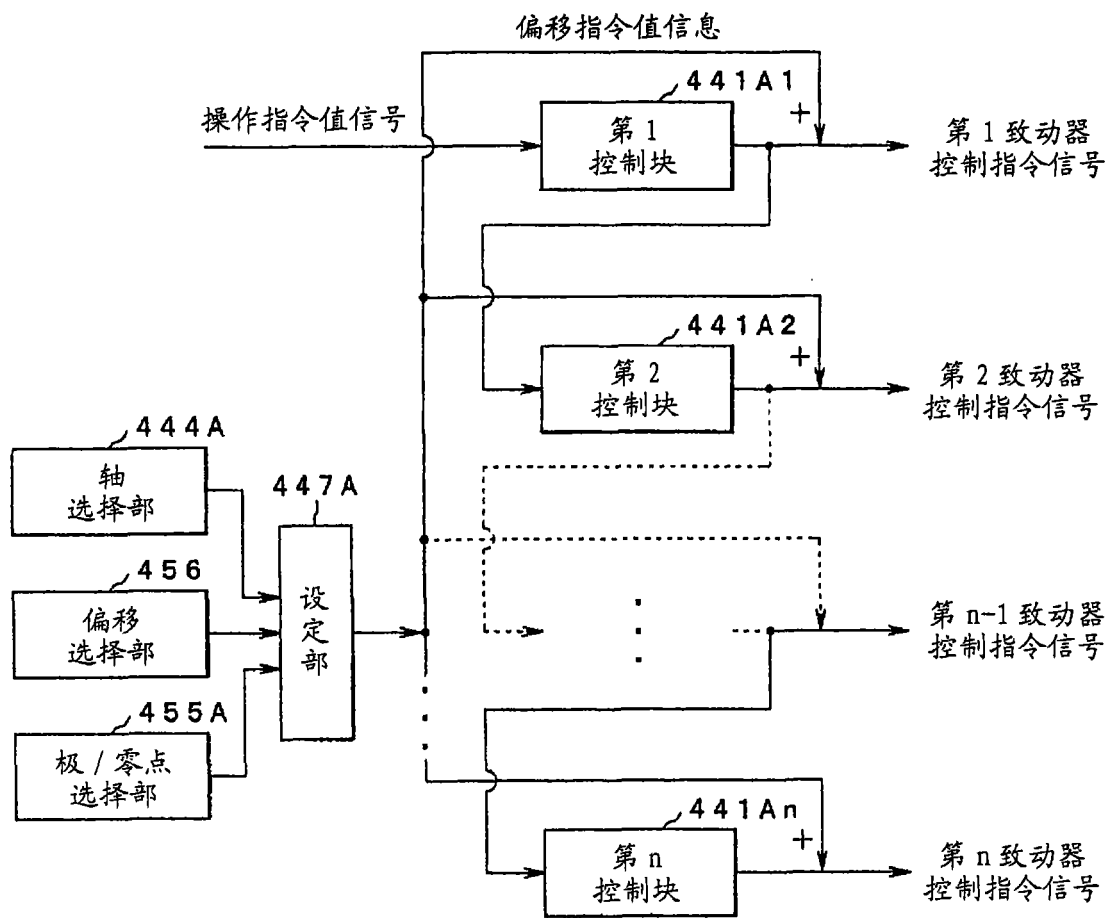 偏移指令值信息
441A1
操作指令值信号
+
第1
控制块
第1致动器
控制指令信号
441A2
+
第2
控制块
第2致动器
控制指令信号
444A
轴
选择部
447A
设定部
456
偏移
选择部
第n-1致动器
控制指令信号
455A
极/零点
选择部
441An
+
第n
控制块
第n致动器
控制指令信号